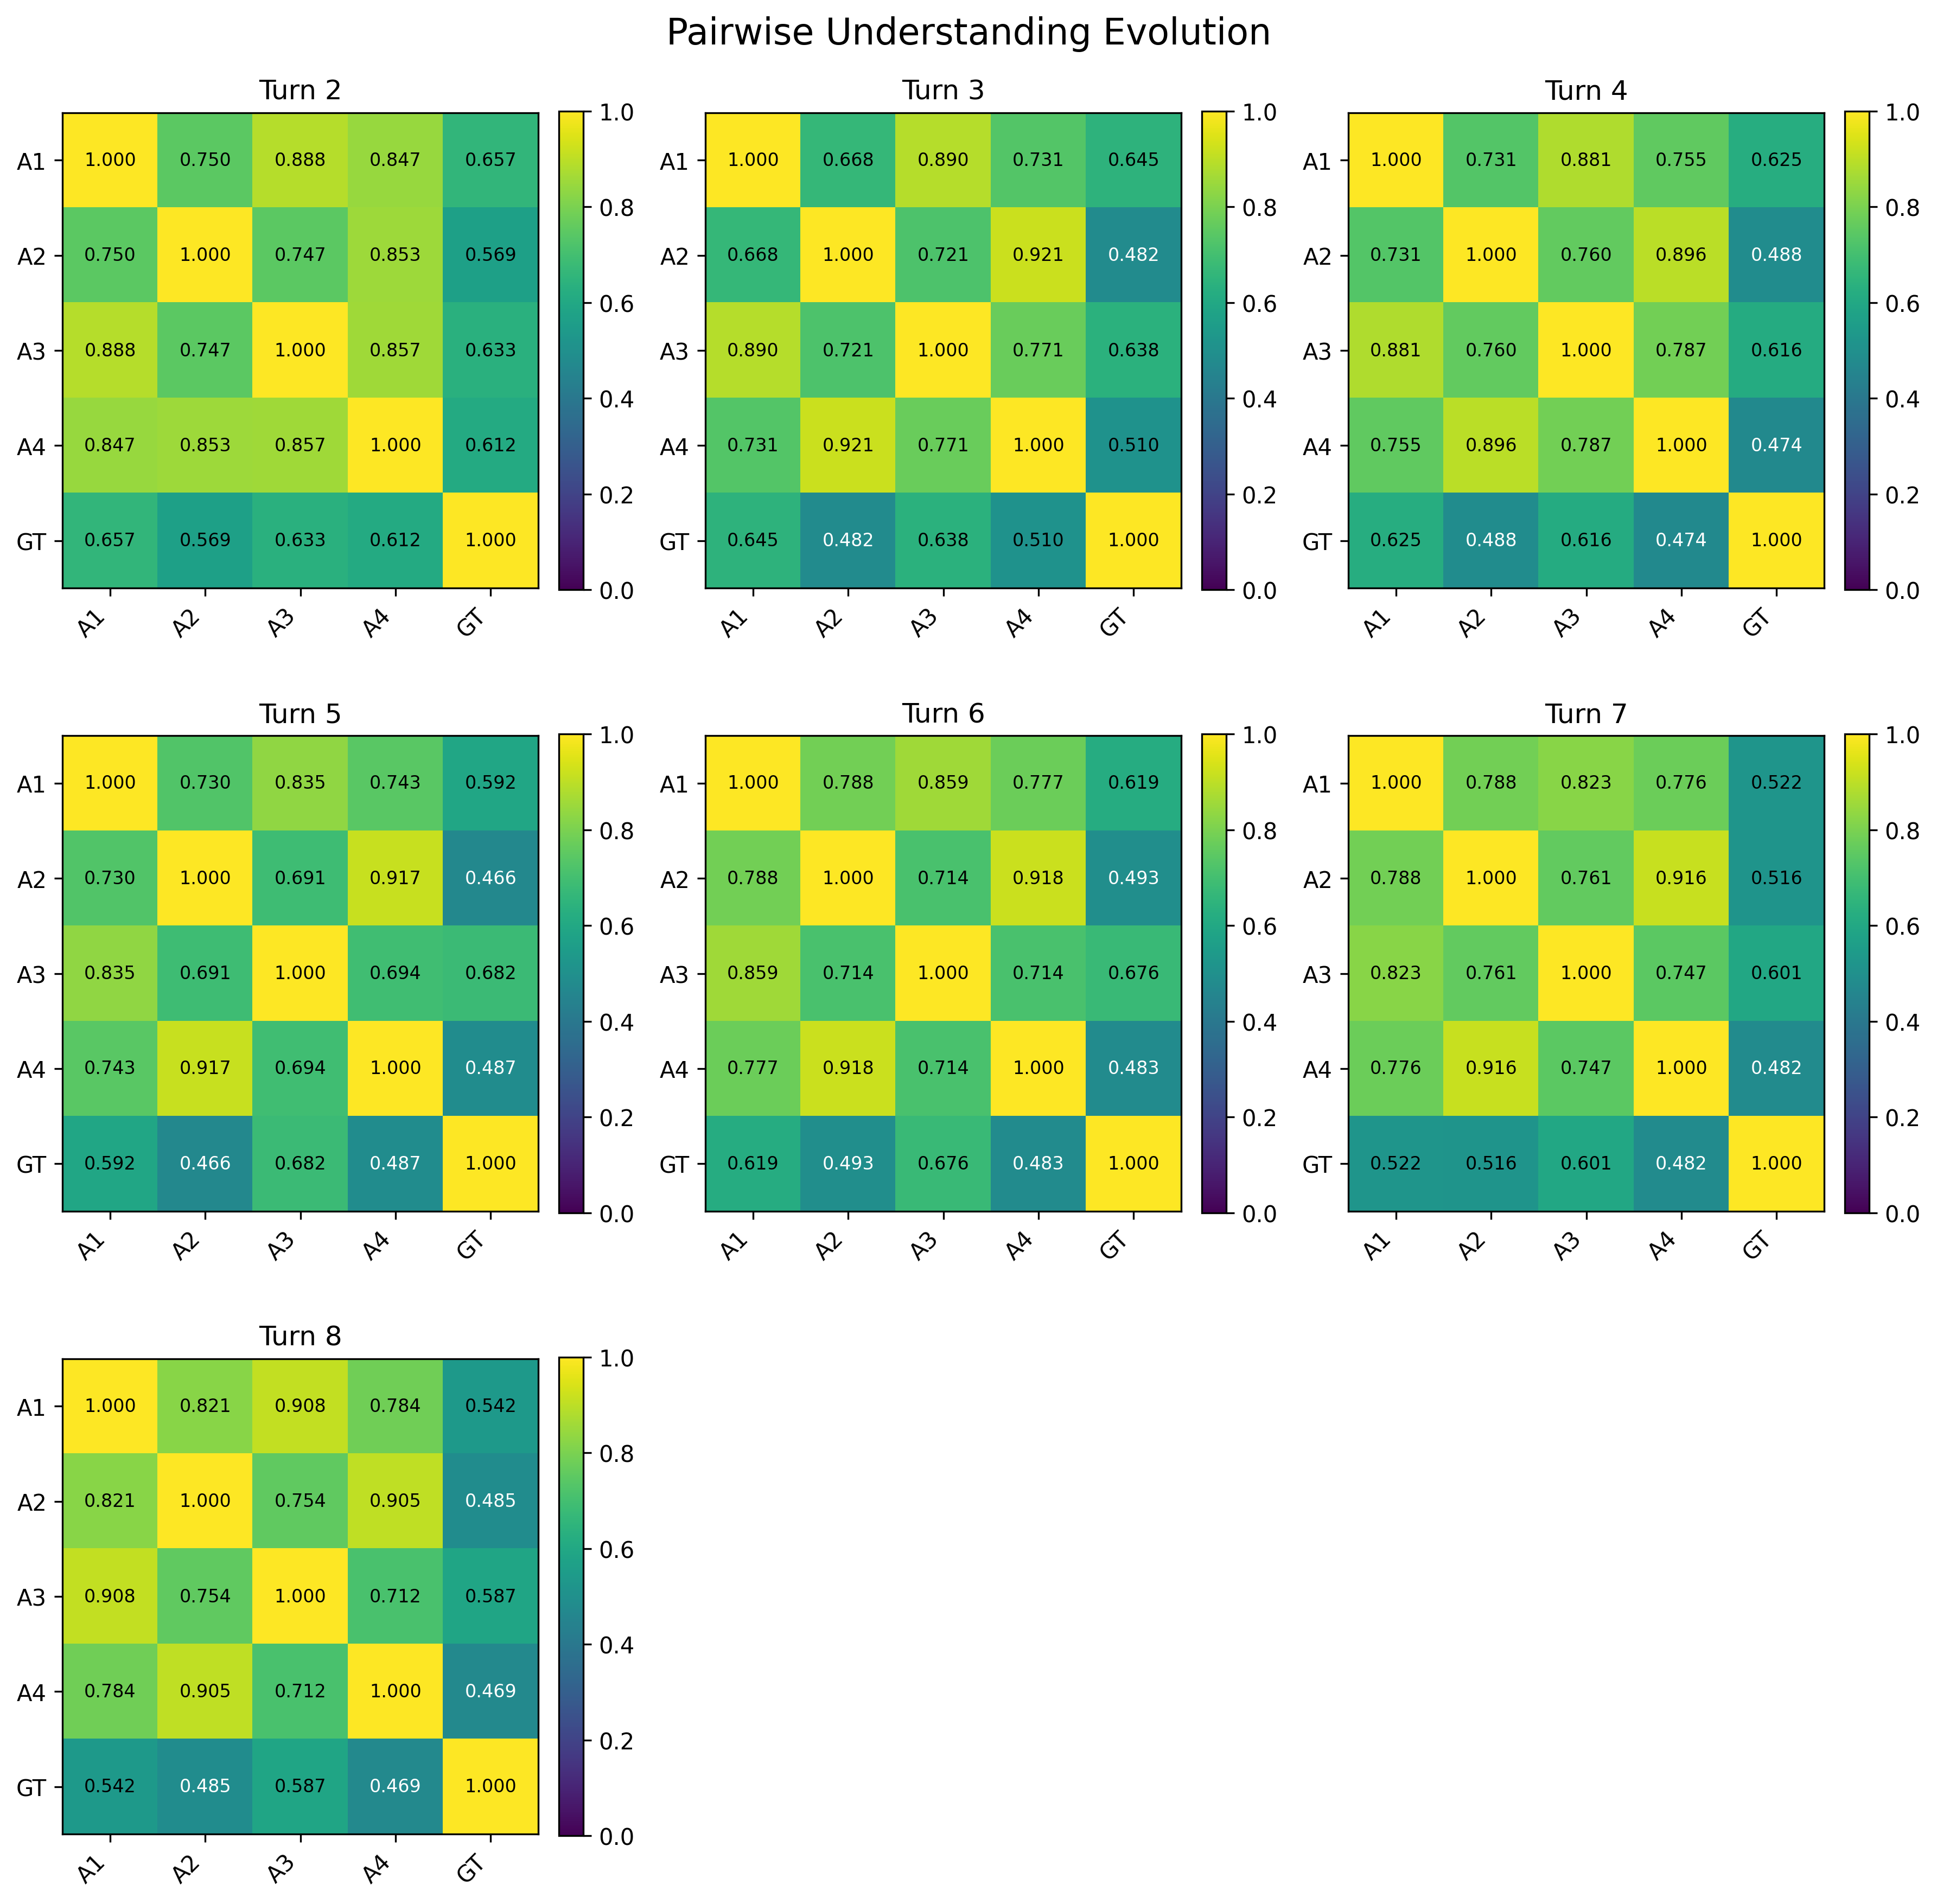 Pairwise Understanding Evolution
Turn 2
A1 1.000 0.750 0.888 0.847 0.657
A2 0.750 1.000 0.747 0.853 0.569
A3 0.888 0.747 1.000 0.857 0.633
A4 0.847 0.853 0.857 1.000 0.612
GT 0.657 0.569 0.633 0.612 1.000
A1 A2 A3 A4 GT
1.0
0.8
0.6
0.4
0.2
0.0
Turn 3
A1 1.000 0.668 0.890 0.731 0.645
A2 0.668 1.000 0.721 0.921 0.482
A3 0.890 0.721 1.000 0.771 0.638
A4 0.731 0.921 0.771 1.000 0.510
GT 0.645 0.482 0.638 0.510 1.000
A1 A2 A3 A4 GT
1.0
0.8
0.6
0.4
0.2
0.0
Turn 4
A1 1.000 0.731 0.881 0.755 0.625
A2 0.731 1.000 0.760 0.896 0.488
A3 0.881 0.760 1.000 0.787 0.616
A4 0.755 0.896 0.787 1.000 0.474
GT 0.625 0.488 0.616 0.474 1.000
A1 A2 A3 A4 GT
1.0
0.8
0.6
0.4
0.2
0.0
Turn 5
A1 1.000 0.730 0.835 0.743 0.592
A2 0.730 1.000 0.691 0.917 0.466
A3 0.835 0.691 1.000 0.694 0.682
A4 0.743 0.917 0.694 1.000 0.487
GT 0.592 0.466 0.682 0.487 1.000
A1 A2 A3 A4 GT
1.0
0.8
0.6
0.4
0.2
0.0
Turn 6
A1 1.000 0.788 0.859 0.777 0.619
A2 0.788 1.000 0.714 0.918 0.493
A3 0.859 0.714 1.000 0.714 0.676
A4 0.777 0.918 0.714 1.000 0.483
GT 0.619 0.493 0.676 0.483 1.000
A1 A2 A3 A4 GT
1.0
0.8
0.6
0.4
0.2
0.0
Turn 7
A1 1.000 0.788 0.823 0.776 0.522
A2 0.788 1.000 0.761 0.916 0.516
A3 0.823 0.761 1.000 0.747 0.601
A4 0.776 0.916 0.747 1.000 0.482
GT 0.522 0.516 0.601 0.482 1.000
A1 A2 A3 A4 GT
1.0
0.8
0.6
0.4
0.2
0.0
Turn 8
A1 1.000 0.821 0.908 0.784 0.542
A2 0.821 1.000 0.754 0.905 0.485
A3 0.908 0.754 1.000 0.712 0.587
A4 0.784 0.905 0.712 1.000 0.469
GT 0.542 0.485 0.587 0.469 1.000
A1 A2 A3 A4 GT
1.0
0.8
0.6
0.4
0.2
0.0